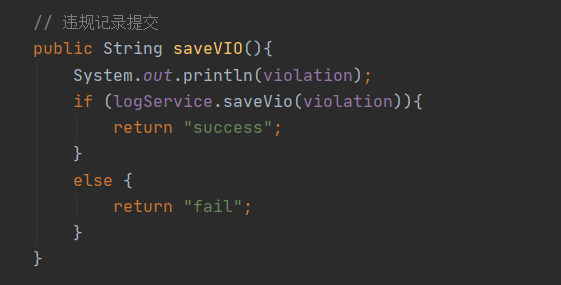 // 违规记录提交
public String saveVIO(){
System.out.println(violation);
if (logService.saveVio(violation)){
return "success";
}
else {
return "fail";
}
}